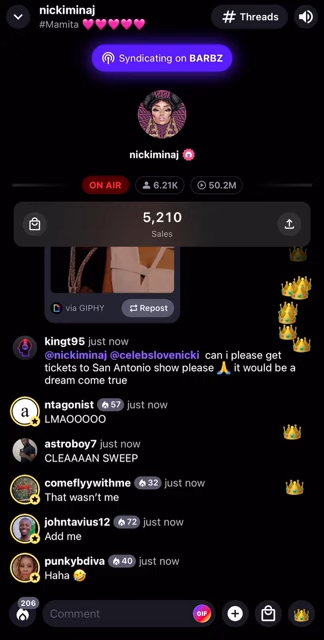 nickiminaj
#Mamita 💗💗💗💗💗
# Threads
Syndicating on BARBZ
nickiminaj
ON AIR
6.21K
50.2M
5,210
Sales
via GIPHY
Repost
kingt95 just now
@nickiminaj @celebslovenicki can i please get
tickets to San Antonio show please 🙏 it would be a
dream come true
ntagonist 57 just now
a
LMAOOOOO
astroboy7 just now
CLEAAAN SWEEP
comeflyywithme 32 just now
That wasn't me
johntavius12 72 just now
Add me
punkybdiva 40 just now
Haha 🤣
206
Comment
GIF